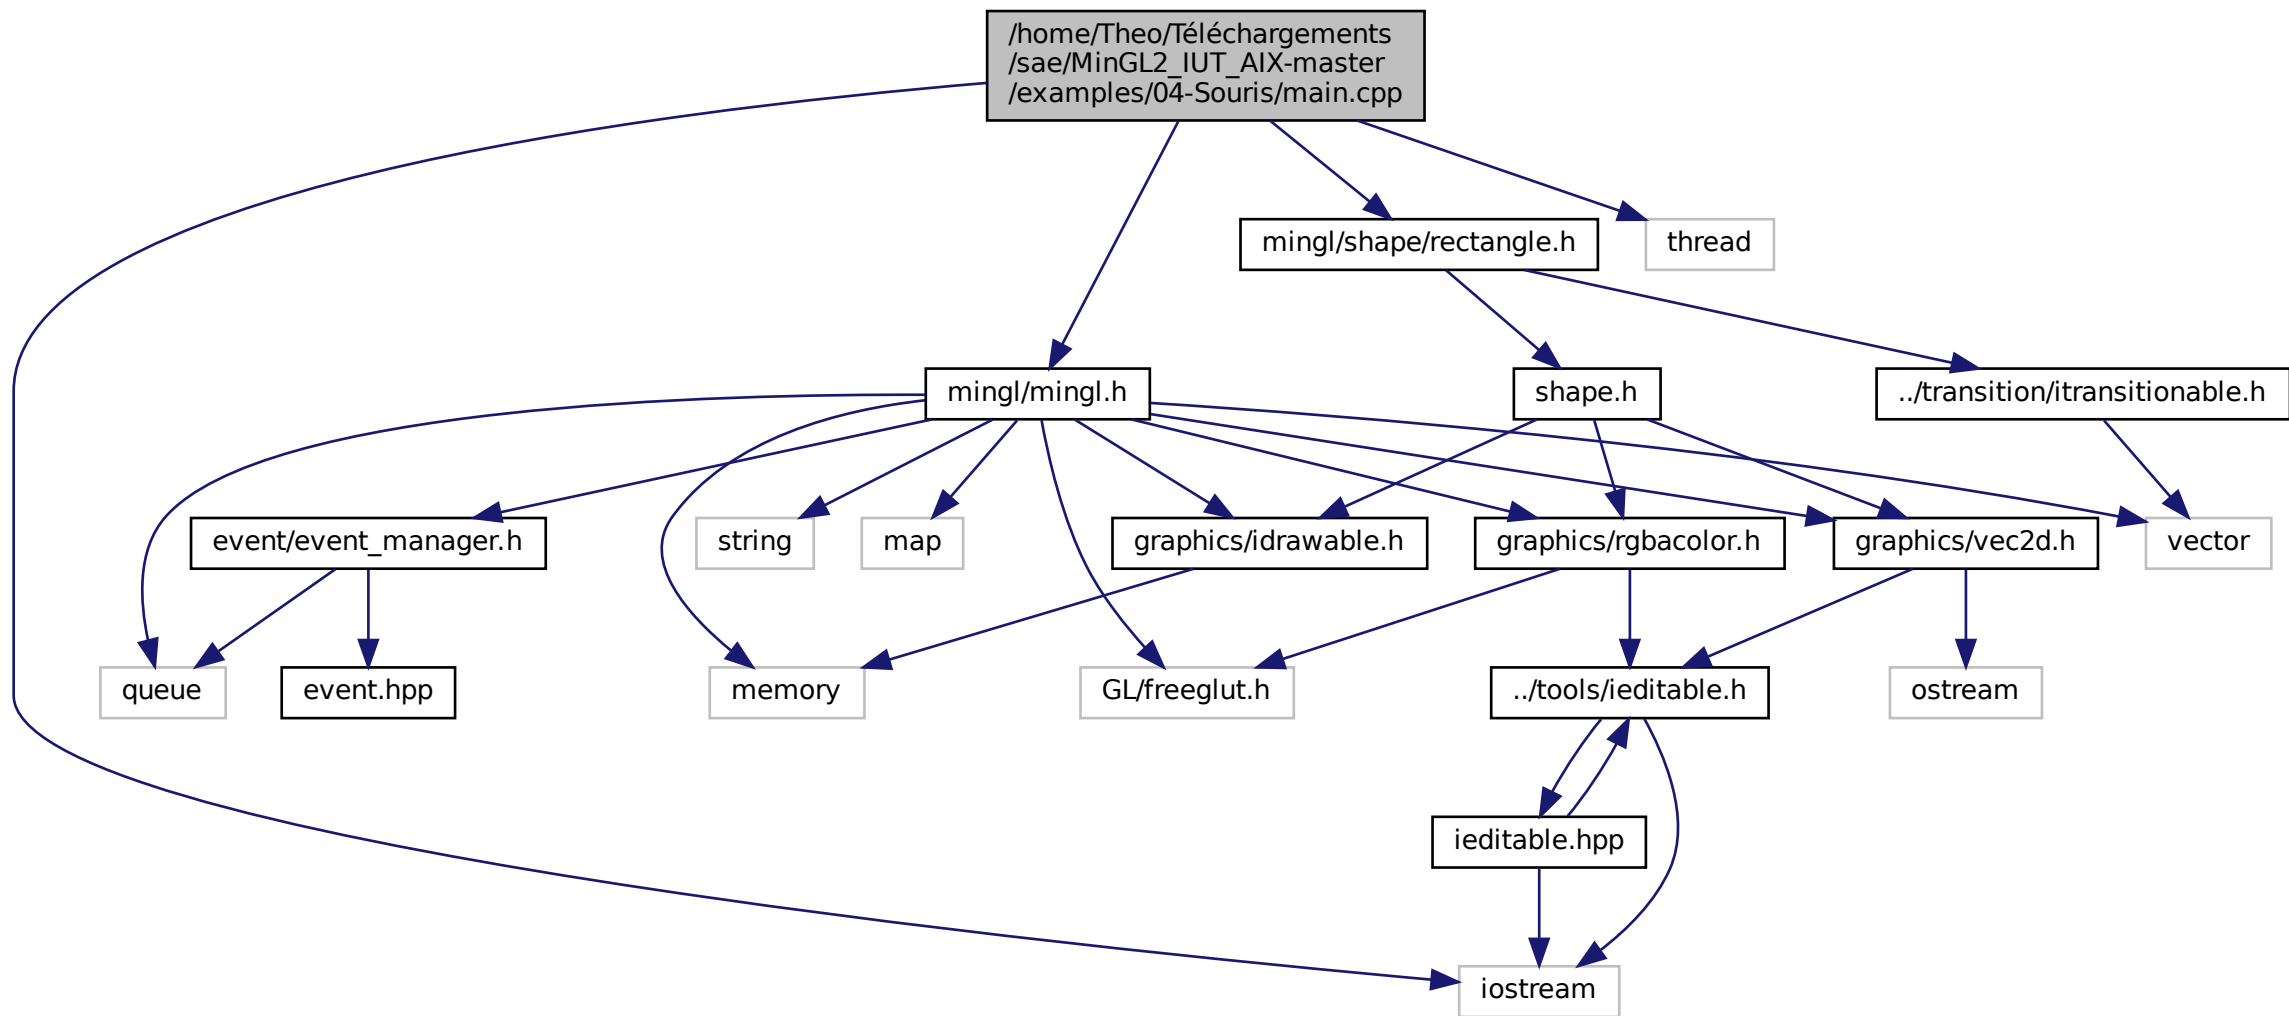 /home/Theo/Téléchargements
/sae/MinGL2_IUT_AIX-master
/examples/04-Souris/main.cpp
mingl/shape/rectangle.h
thread
mingl/mingl.h
shape.h
../transition/itransitionable.h
event/event_manager.h
string
map
graphics/idrawable.h
graphics/rgbacolor.h
graphics/vec2d.h
vector
queue
event.hpp
memory
GL/freeglut.h
../tools/ieditable.h
ostream
ieditable.hpp
iostream